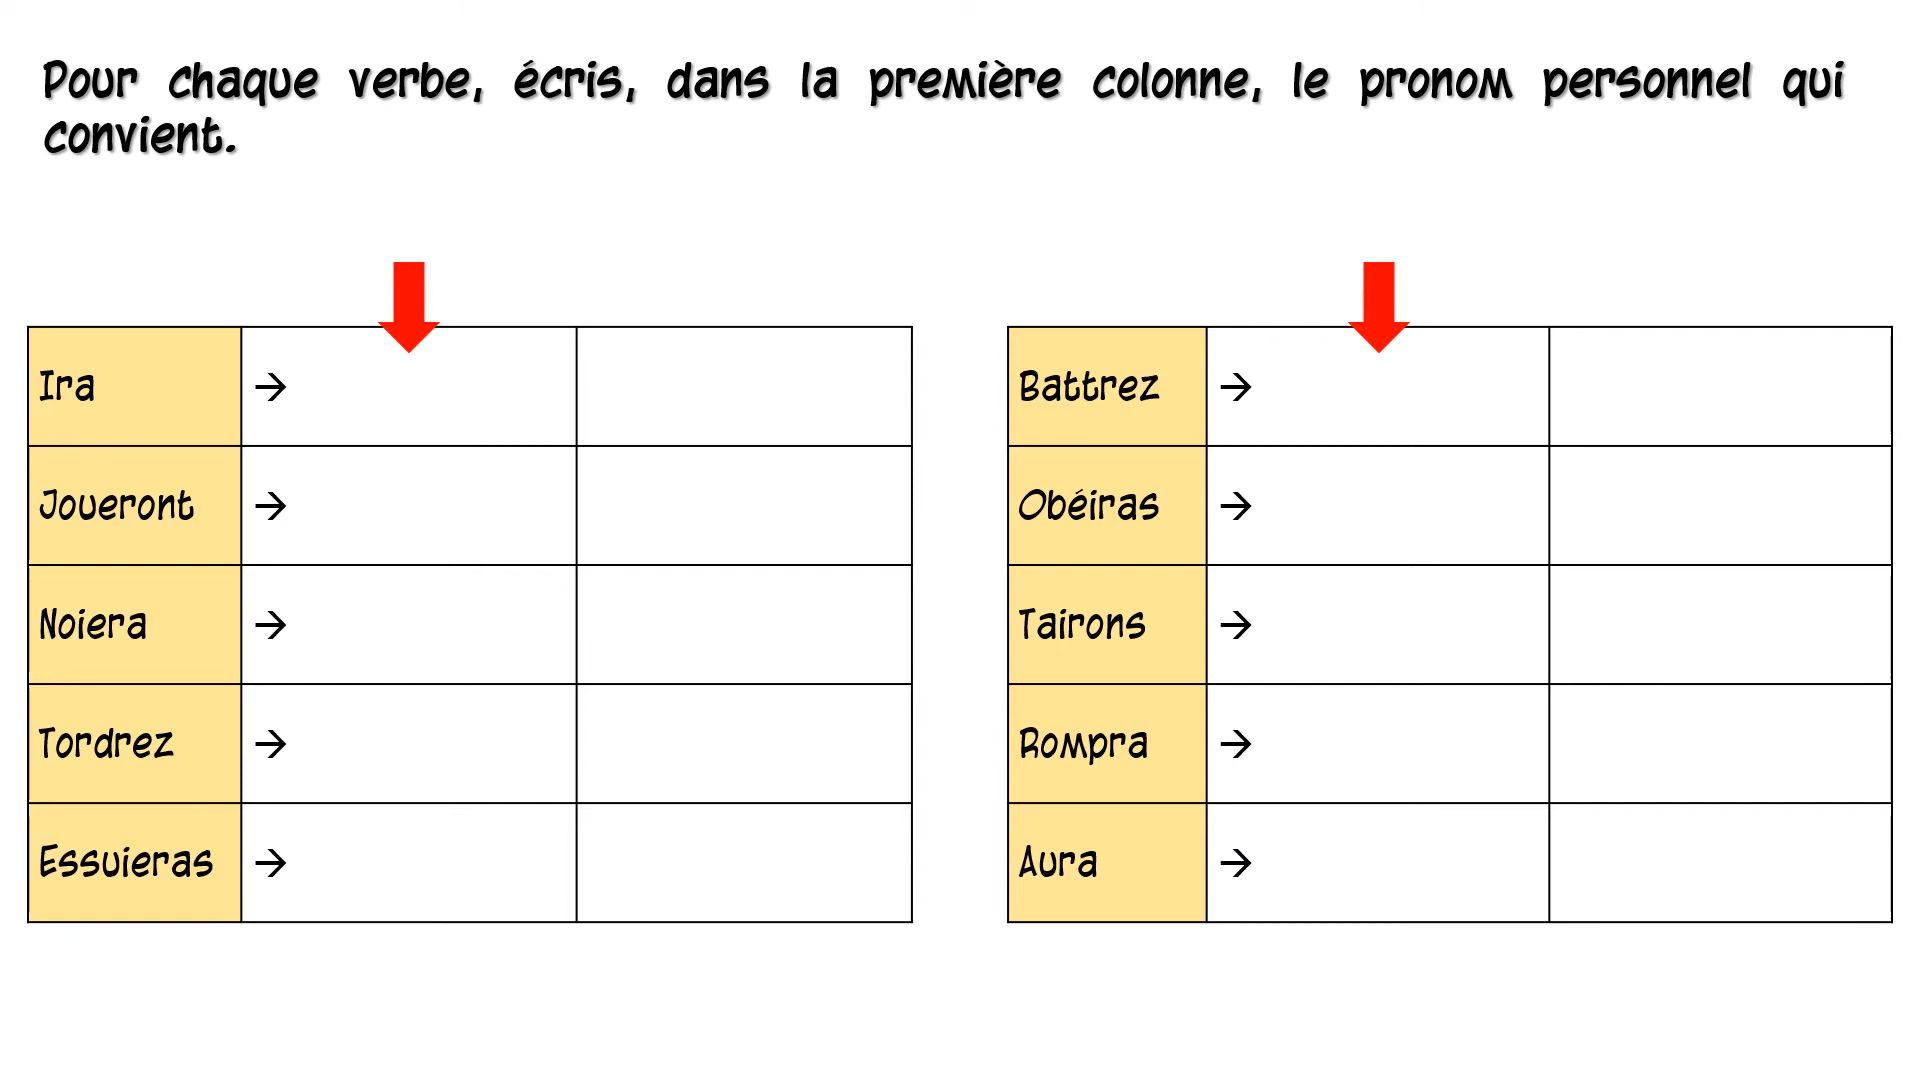 Pour chaque verbe, écris, dans la première colonne, le pronom personnel qui
convient.
Ira →
Joueront →
Noiera →
Tordrez →
Essuieras →
Battrez →
Obéiras →
Tairons →
Rompra →
Aura →